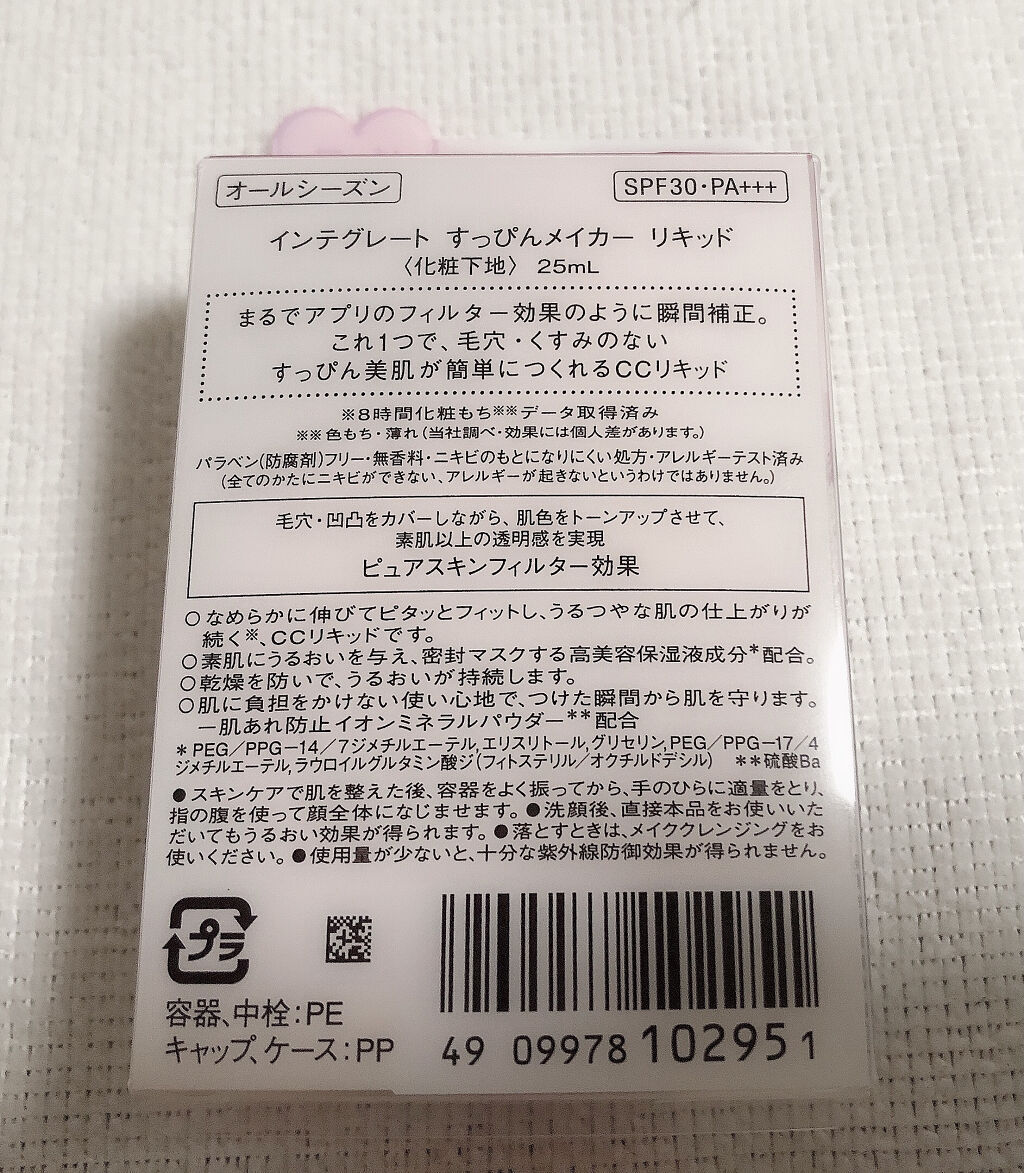 オールシーズン
SPF30・PA+++
インテグレート すっぴんメイカー リキッド
〈化粧下地〉 25mL
まるでアプリのフィルター効果のように瞬間補正。
これ1つで、毛穴・くすみのない
すっぴん美肌が簡単につくれるCCリキッド
※8時間化粧もち※※データ取得済み
※※色もち・薄れ(当社調べ・効果には個人差があります。)
パラベン(防腐剤)フリー・無香料・ニキビのもとになりにくい処方・アレルギーテスト済み
(全てのかたにニキビができない、アレルギーが起きないというわけではありません。)
毛穴・凹凸をカバーしながら、肌色をトーンアップさせて、
素肌以上の透明感を実現
ピュアスキンフィルター効果
○なめらかに伸びてピタッとフィットし、うるつやな肌の仕上がりが
続く※、CCリキッドです。
○素肌にうるおいを与え、密封マスクする高美容保湿液成分*配合。
○乾燥を防いで、うるおいが持続します。
○肌に負担をかけない使い心地で、つけた瞬間から肌を守ります。
ー肌あれ防止イオンミネラルパウダー**配合
*PEG/PPG-14/7ジメチルエーテル,エリスリトール,グリセリン,PEG/PPG-17/4
ジメチルエーテル,ラウロイルグルタミン酸ジ(フィトステリル/オクチルドデシル) **硫酸Ba
●スキンケアで肌を整えた後、容器をよく振ってから、手のひらに適量をとり、
指の腹を使って顔全体になじませます。●洗顔後、直接本品をお使いいた
だいてもうるおい効果が得られます。●落とすときは、メイククレンジングをお
使いください。●使用量が少ないと、十分な紫外線防御効果が得られません。
プラ
容器、中栓:PE
キャップ、ケース:PP
49 09978 102951